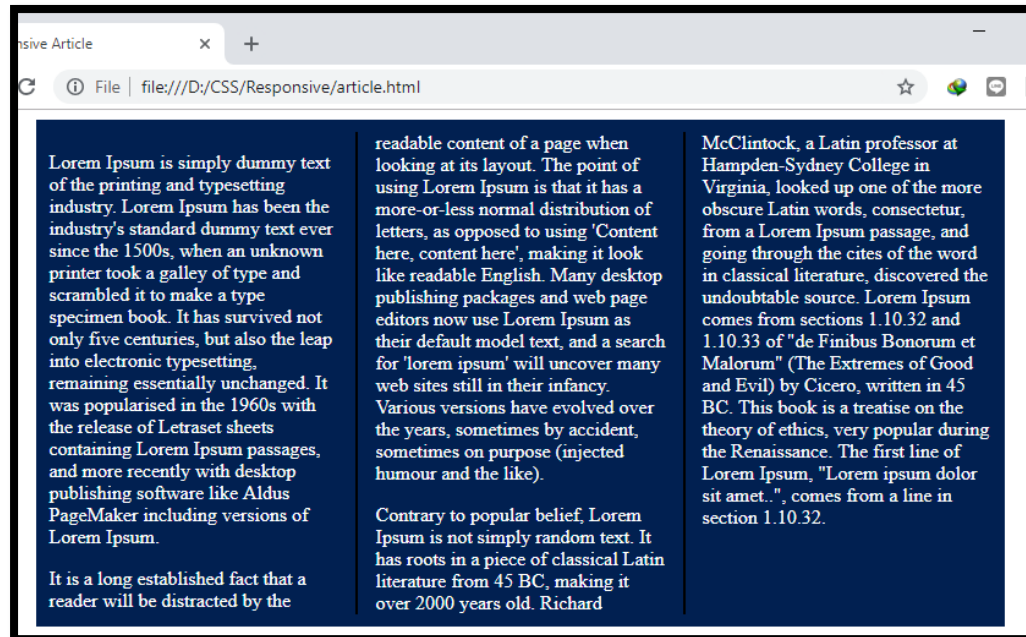 nsive Article
File
file:///D:/CSS/Responsive/article.html
Lorem Ipsum is simply dummy text
of the printing and typesetting
industry. Lorem Ipsum has been the
industry's standard dummy text ever
since the 1500s, when an unknown
printer took a galley of type and
scrambled it to make a type
specimen book. It has survived not
only five centuries, but also the leap
into electronic typesetting,
remaining essentially unchanged. It
was popularised in the 1960s with
the release of Letraset sheets
containing Lorem Ipsum passages,
and more recently with desktop
publishing software like Aldus
PageMaker including versions of
Lorem Ipsum.
It is a long established fact that a
reader will be distracted by the
readable content of a page when
looking at its layout. The point of
using Lorem Ipsum is that it has a
more-or-less normal distribution of
letters, as opposed to using 'Content
here, content here', making it look
like readable English. Many desktop
publishing packages and web page
editors now use Lorem Ipsum as
their default model text, and a search
for 'lorem ipsum' will uncover many
web sites still in their infancy.
Various versions have evolved over
the years, sometimes by accident,
sometimes on purpose (injected
humour and the like).
Contrary to popular belief, Lorem
Ipsum is not simply random text. It
has roots in a piece of classical Latin
literature from 45 BC, making it
over 2000 years old. Richard
McClintock, a Latin professor at
Hampden-Sydney College in
Virginia, looked up one of the more
obscure Latin words, consectetur,
from a Lorem Ipsum passage, and
going through the cites of the word
in classical literature, discovered the
undoubtable source. Lorem Ipsum
comes from sections 1.10.32 and
1.10.33 of "de Finibus Bonorum et
Malorum" (The Extremes of Good
and Evil) by Cicero, written in 45
BC. This book is a treatise on the
theory of ethics, very popular during
the Renaissance. The first line of
Lorem Ipsum, "Lorem ipsum dolor
sit amet..", comes from a line in
section 1.10.32.